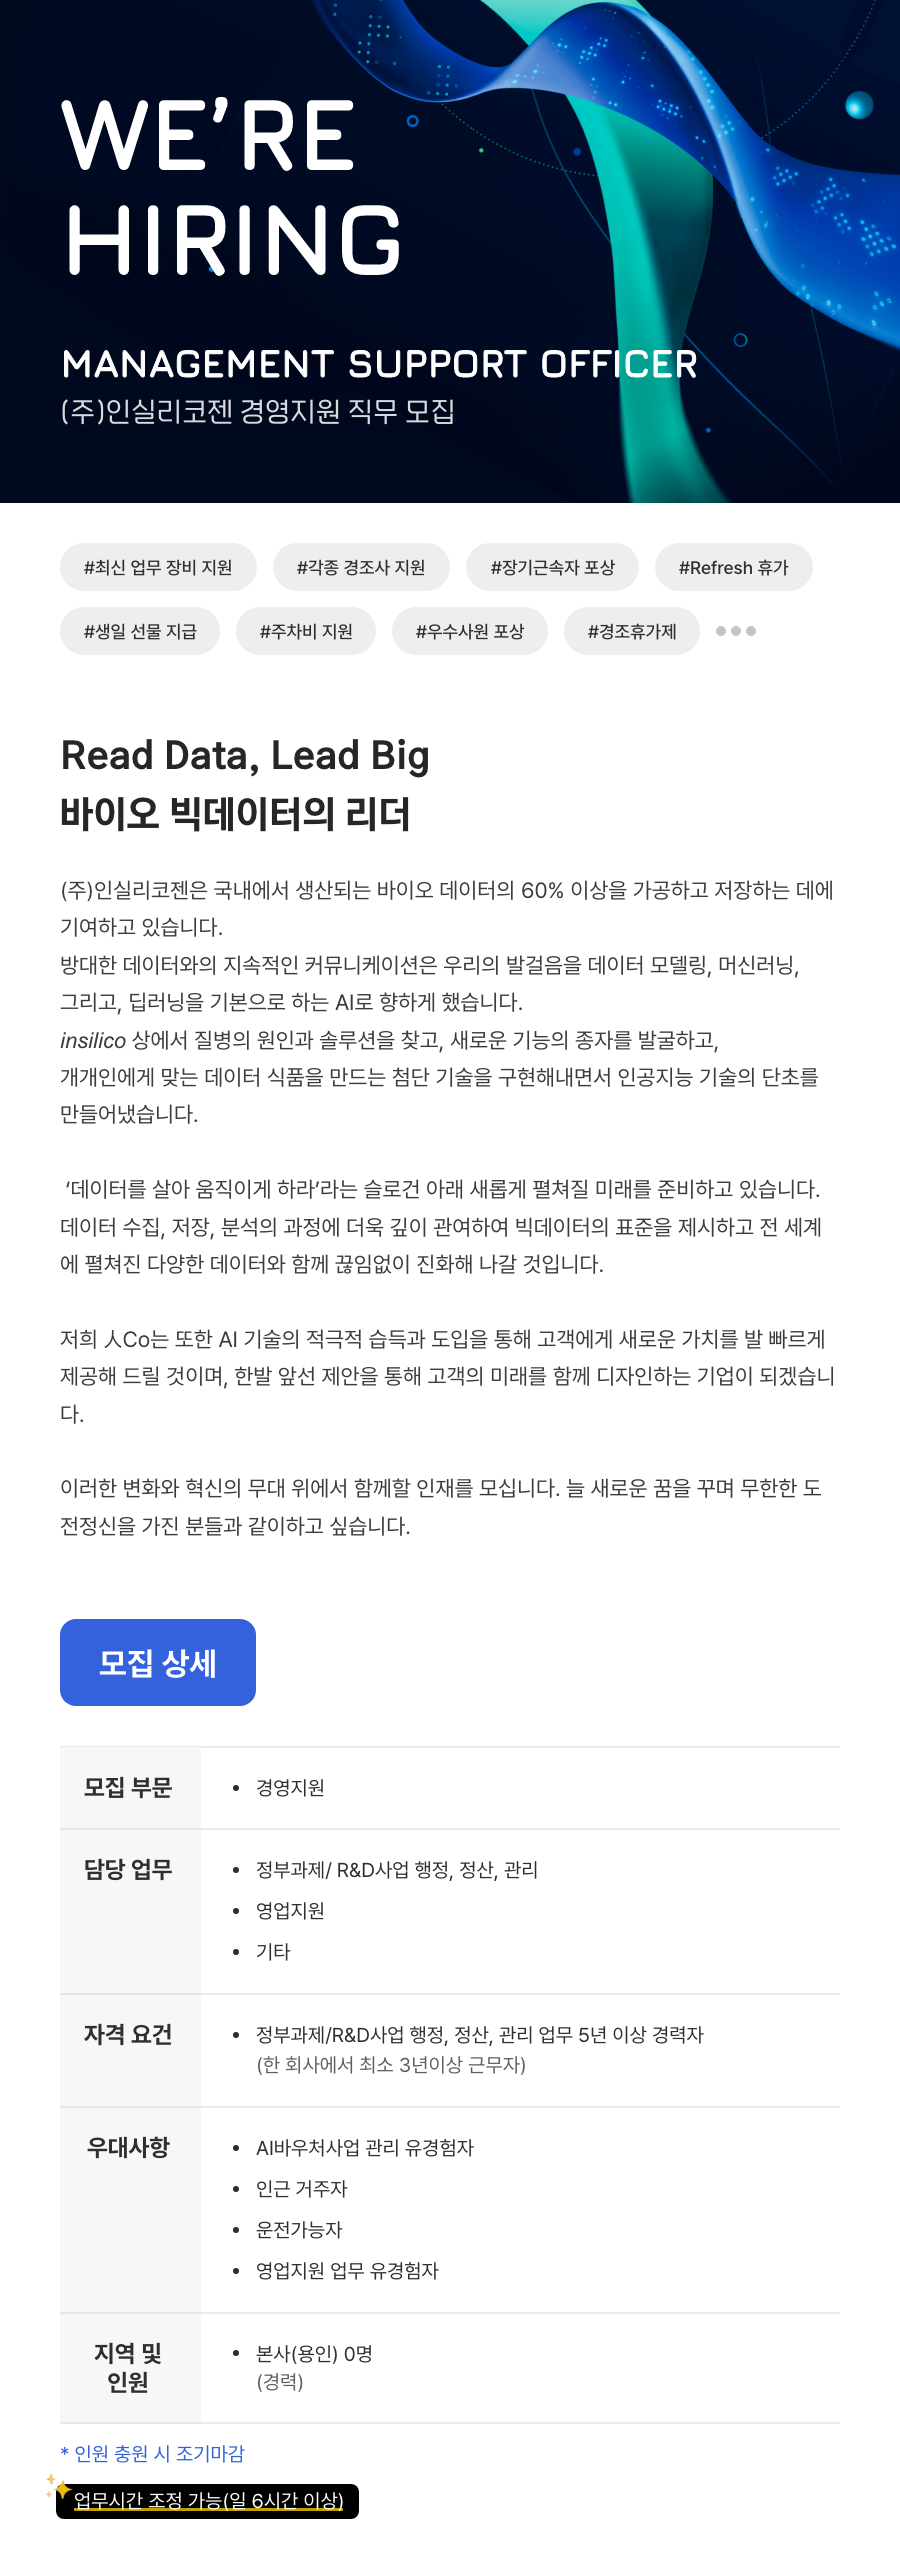 WE’RE
HIRING
MANAGEMENT SUPPORT OFFICER
(주)인실리코젠 경영지원 직무 모집
#최신 업무 장비 지원 #각종 경조사 지원 #장기근속자 포상 #Refresh 휴가
#생일 선물 지급 #주차비 지원 #우수사원 포상 #경조휴가제
Read Data, Lead Big
바이오 빅데이터의 리더
(주)인실리코젠은 국내에서 생산되는 바이오 데이터의 60% 이상을 가공하고 저장하는 데에
기여하고 있습니다.
방대한 데이터와의 지속적인 커뮤니케이션은 우리의 발걸음을 데이터 모델링, 머신러닝,
그리고, 딥러닝을 기본으로 하는 AI로 향하게 했습니다.
insilico 상에서 질병의 원인과 솔루션을 찾고, 새로운 기능의 종자를 발굴하고,
개개인에게 맞는 데이터 식품을 만드는 첨단 기술을 구현해내면서 인공지능 기술의 단초를
만들어냈습니다.
‘데이터를 살아 움직이게 하라’라는 슬로건 아래 새롭게 펼쳐질 미래를 준비하고 있습니다.
데이터 수집, 저장, 분석의 과정에 더욱 깊이 관여하여 빅데이터의 표준을 제시하고 전 세계
에 펼쳐진 다양한 데이터와 함께 끊임없이 진화해 나갈 것입니다.
저희 人Co는 또한 AI 기술의 적극적 습득과 도입을 통해 고객에게 새로운 가치를 발 빠르게
제공해 드릴 것이며, 한발 앞선 제안을 통해 고객의 미래를 함께 디자인하는 기업이 되겠습니
다.
이러한 변화와 혁신의 무대 위에서 함께할 인재를 모십니다. 늘 새로운 꿈을 꾸며 무한한 도
전정신을 가진 분들과 같이하고 싶습니다.
모집 상세
모집 부문
• 경영지원
담당 업무
• 정부과제/ R&D사업 행정, 정산, 관리
• 영업지원
• 기타
자격 요건
• 정부과제/R&D사업 행정, 정산, 관리 업무 5년 이상 경력자
(한 회사에서 최소 3년이상 근무자)
우대사항
• AI바우처사업 관리 유경험자
• 인근 거주자
• 운전가능자
• 영업지원 업무 유경험자
지역 및
인원
• 본사(용인) 0명
(경력)
* 인원 충원 시 조기마감
업무시간 조정 가능(일 6시간 이상)